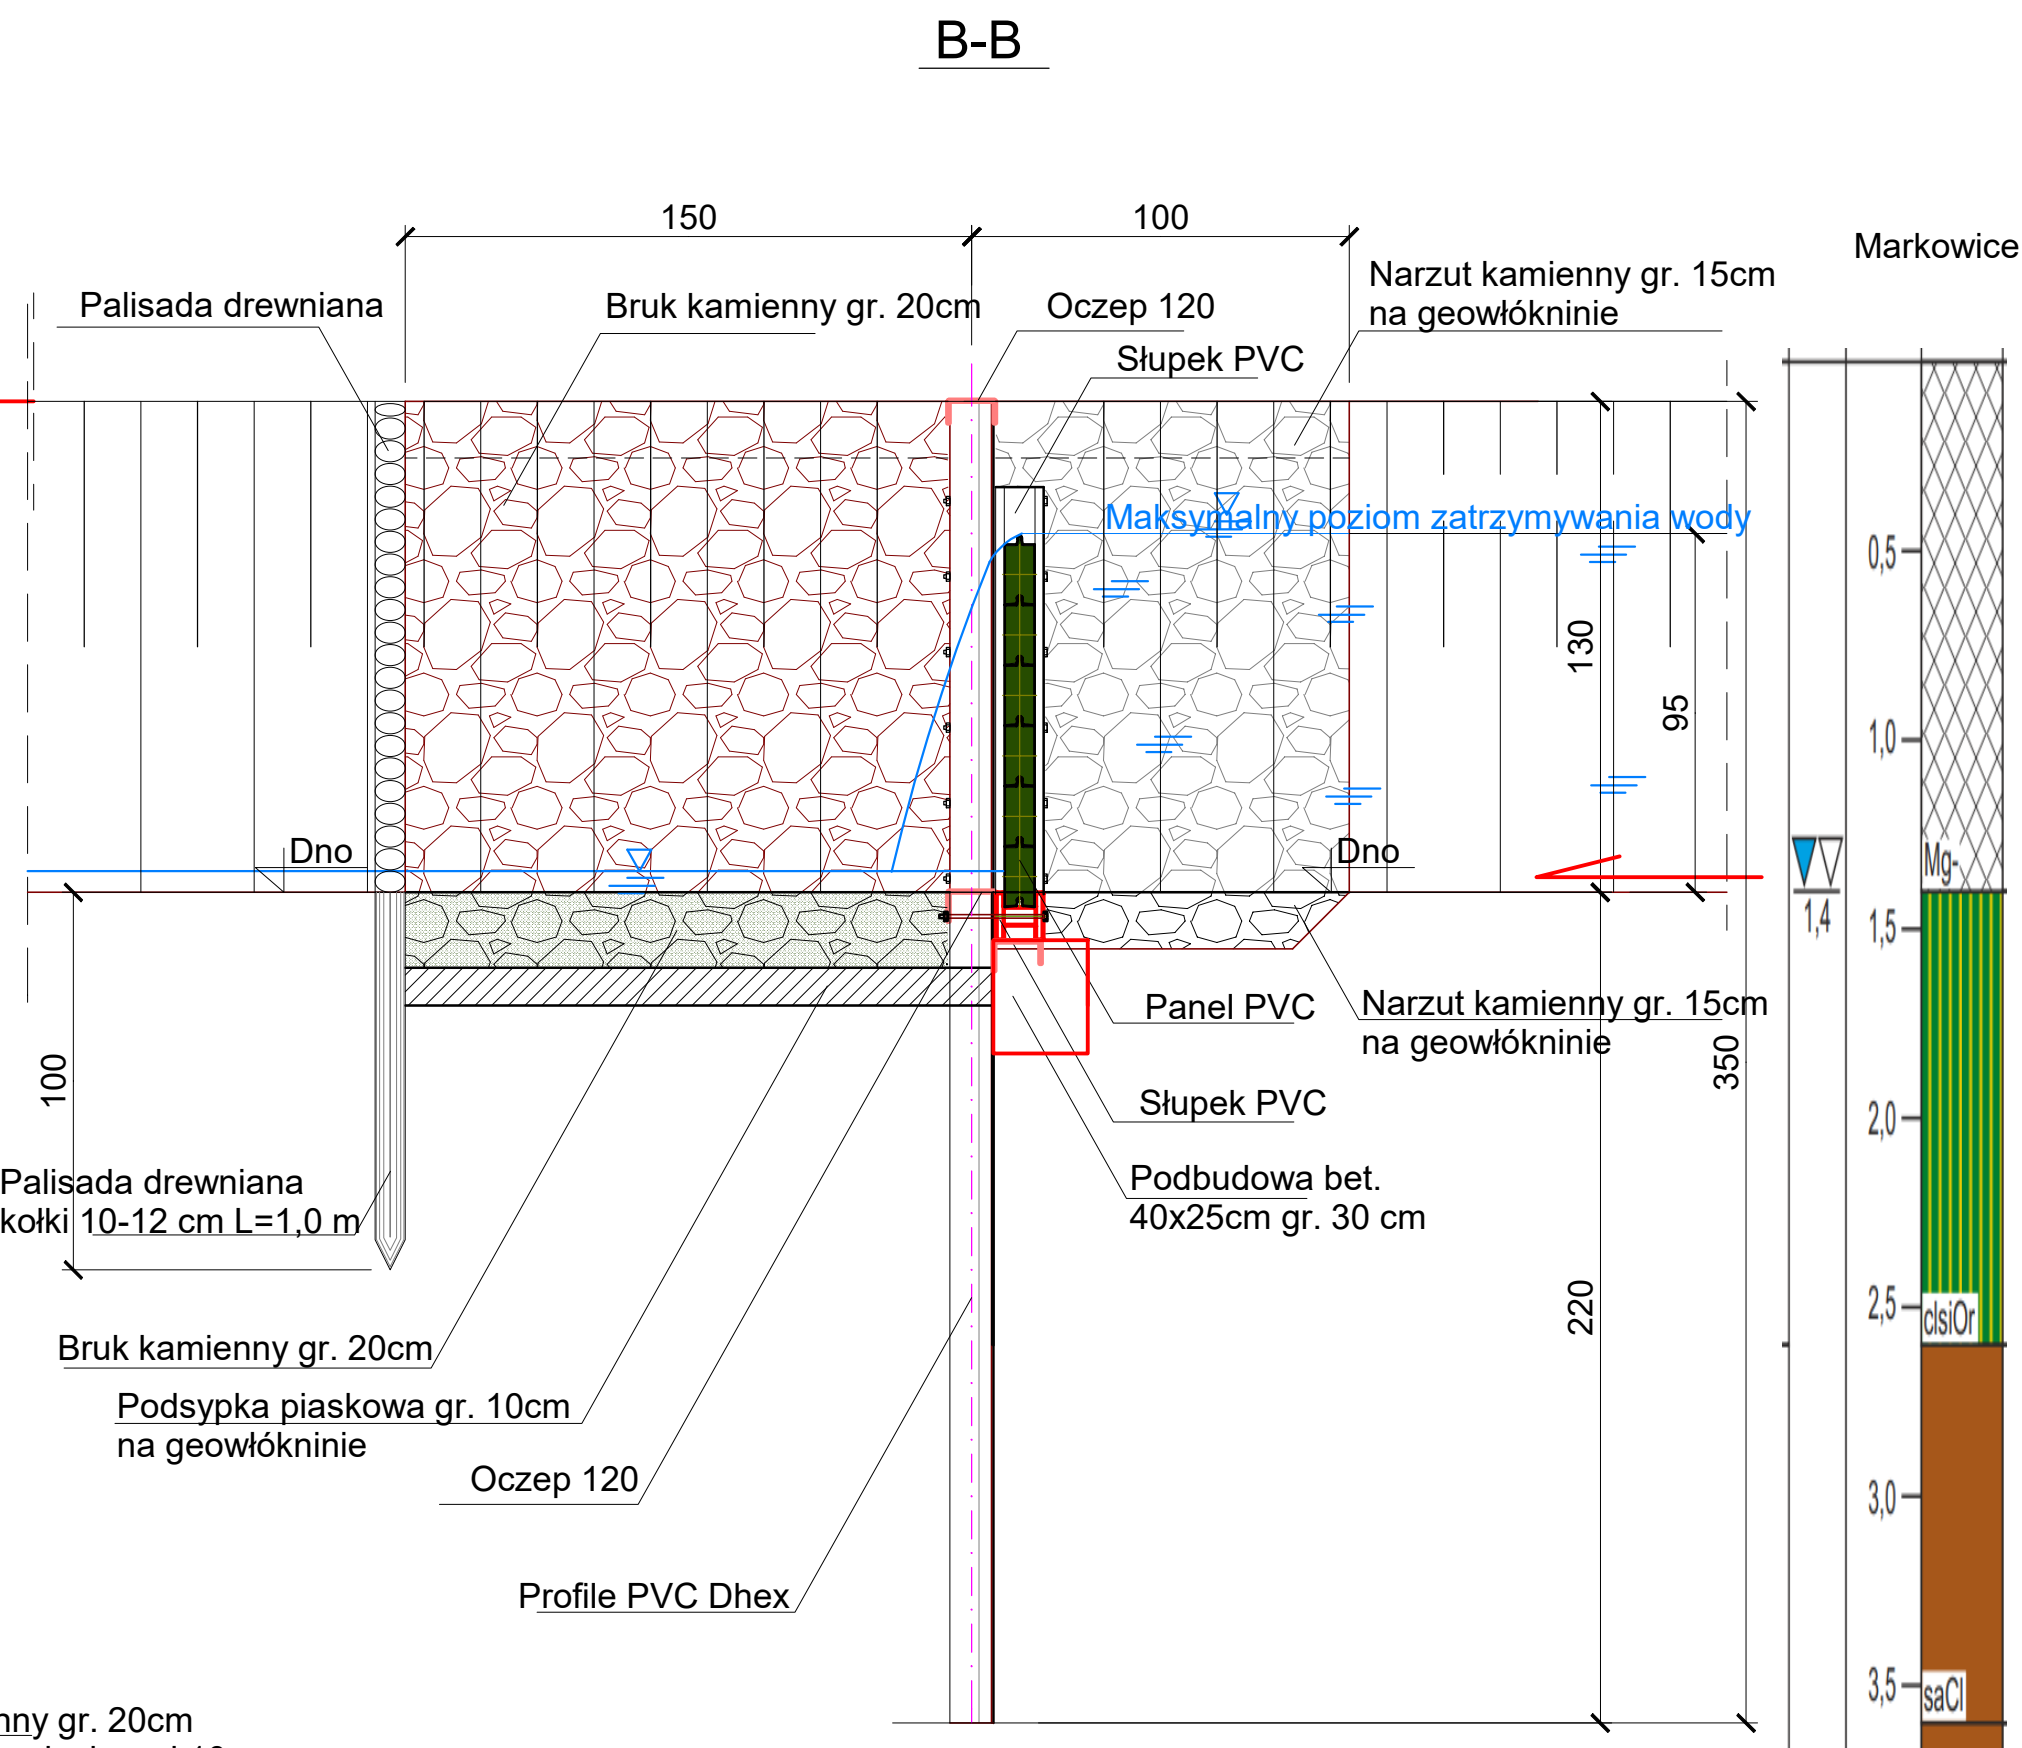 B-B
150
100
Markowice
Palisada drewniana
Bruk kamienny gr. 20cm
Oczep 120
Narzut kamienny gr. 15cm
na geowłókninie
Słupek PVC
Maksymalny poziom zatrzymywania wody
0,5
130
95
1,0
Dno
Dno
Mg-
1,4
1,5
Panel PVC
Narzut kamienny gr. 15cm
na geowłókninie
350
100
Słupek PVC
2,0
Palisada drewniana
kołki 10-12 cm L=1,0 m
Podbudowa bet.
40x25cm gr. 30 cm
220
2,5
clsiOr
Bruk kamienny gr. 20cm
Podsypka piaskowa gr. 10cm
na geowłókninie
Oczep 120
3,0
Profile PVC Dhex
3,5
saCl
nny gr. 20cm